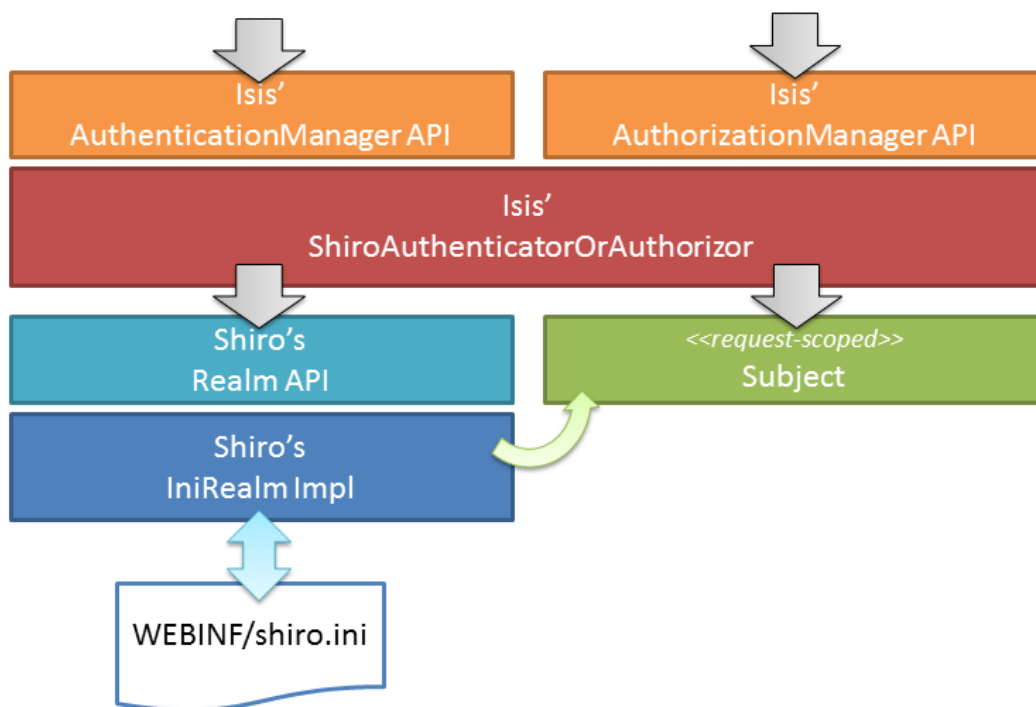 Isis’
AuthenticationManager API
Isis’
AuthorizationManager API
Isis’
ShiroAuthenticatorOrAuthorizor
Shiro’s
Realm API
<<request-scoped>>
Subject
Shiro’s
IniRealm Impl
WEBINF/shiro.ini